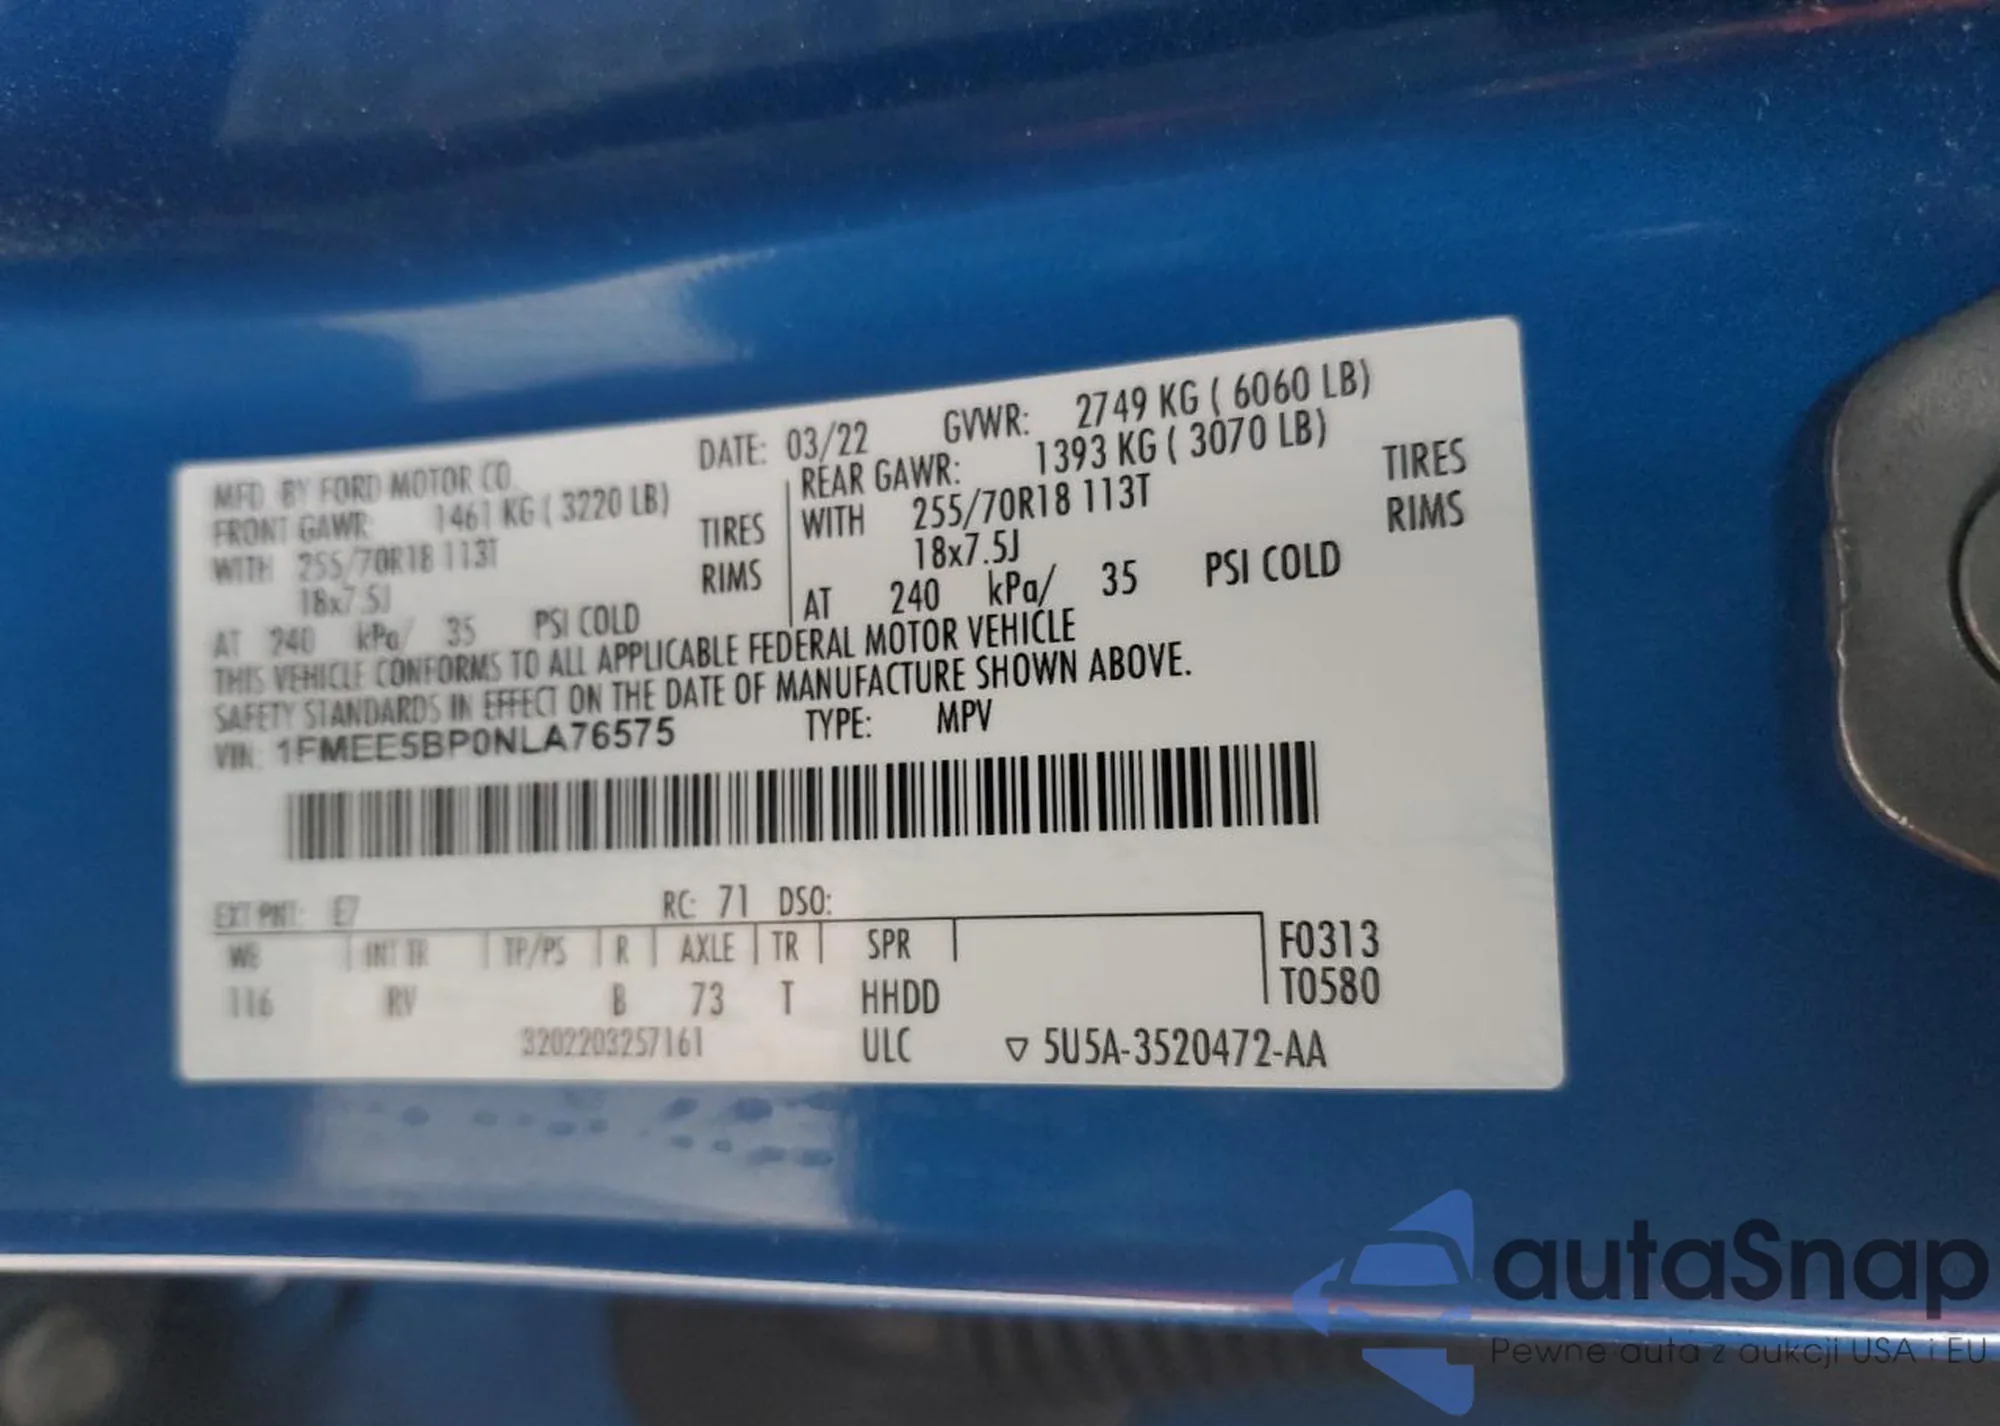 MFD BY FORD MOTOR CO. DATE: 03/22 GVWR: 2749 KG ( 6060 LB)
FRONT GAWR: 1461 KG ( 3220 LB) REAR GAWR: 1393 KG ( 3070 LB)
WITH 255/70R18 113T TIRES WITH 255/70R18 113T TIRES
18x7.5J RIMS 18x7.5J RIMS
AT 240 kPa/ 35 PSI COLD AT 240 kPa/ 35 PSI COLD
THIS VEHICLE CONFORMS TO ALL APPLICABLE FEDERAL MOTOR VEHICLE
SAFETY STANDARDS IN EFFECT ON THE DATE OF MANUFACTURE SHOWN ABOVE.
VIN: 1FMEE5BP0NLA76575 TYPE: MPV
EXT PNT: E7 RC: 71 DSO:
WB INT TR TP/PS R AXLE TR SPR F0313
116 RV B 73 T HHDD T0580
3202203257161 ULC ▽ 5U5A-3520472-AA
autaSnap
Pewne auta z aukcji USA i EU